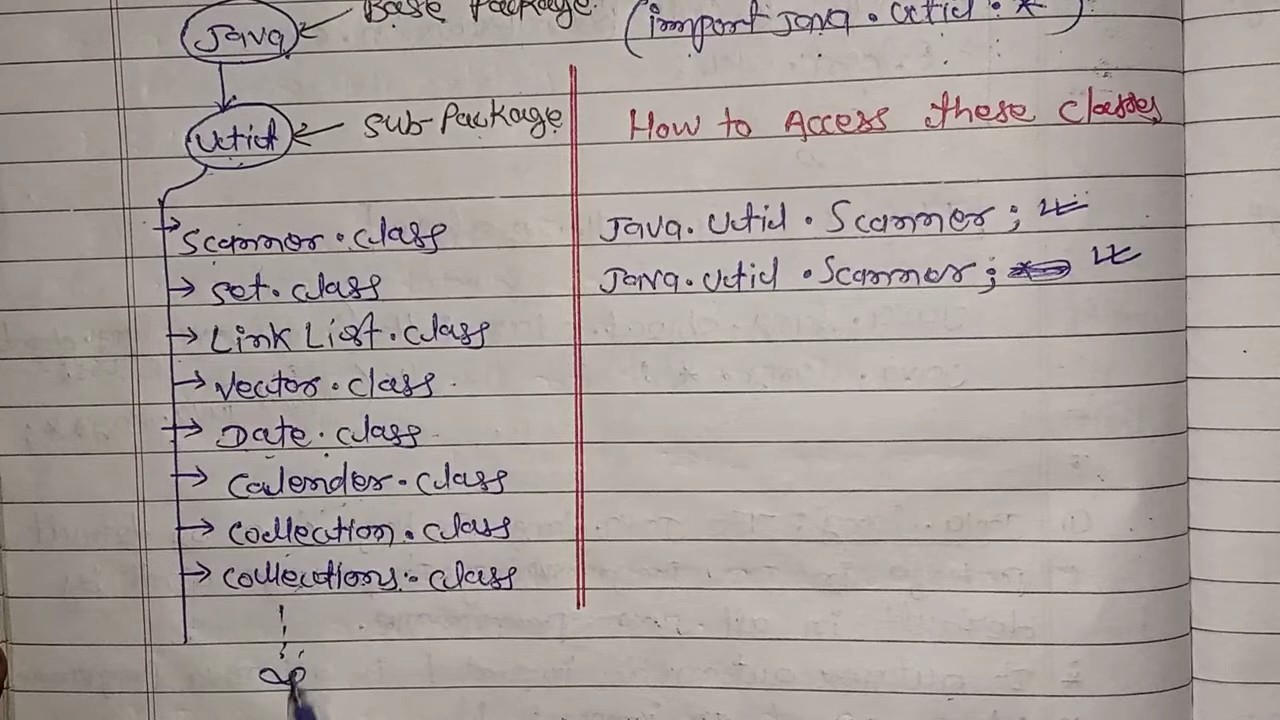 Java ← Base Package.
(import Java.util.*)
Util ← Sub-Package
How to Access these Classes
Scanner.class
Java.Util.Scanner;
→ Set.class
Java.Util.Scanner;
→ Link List.class
→ Vector.class
→ Date.class
→ Calender.class
→ Collection.class
→ Collections.class